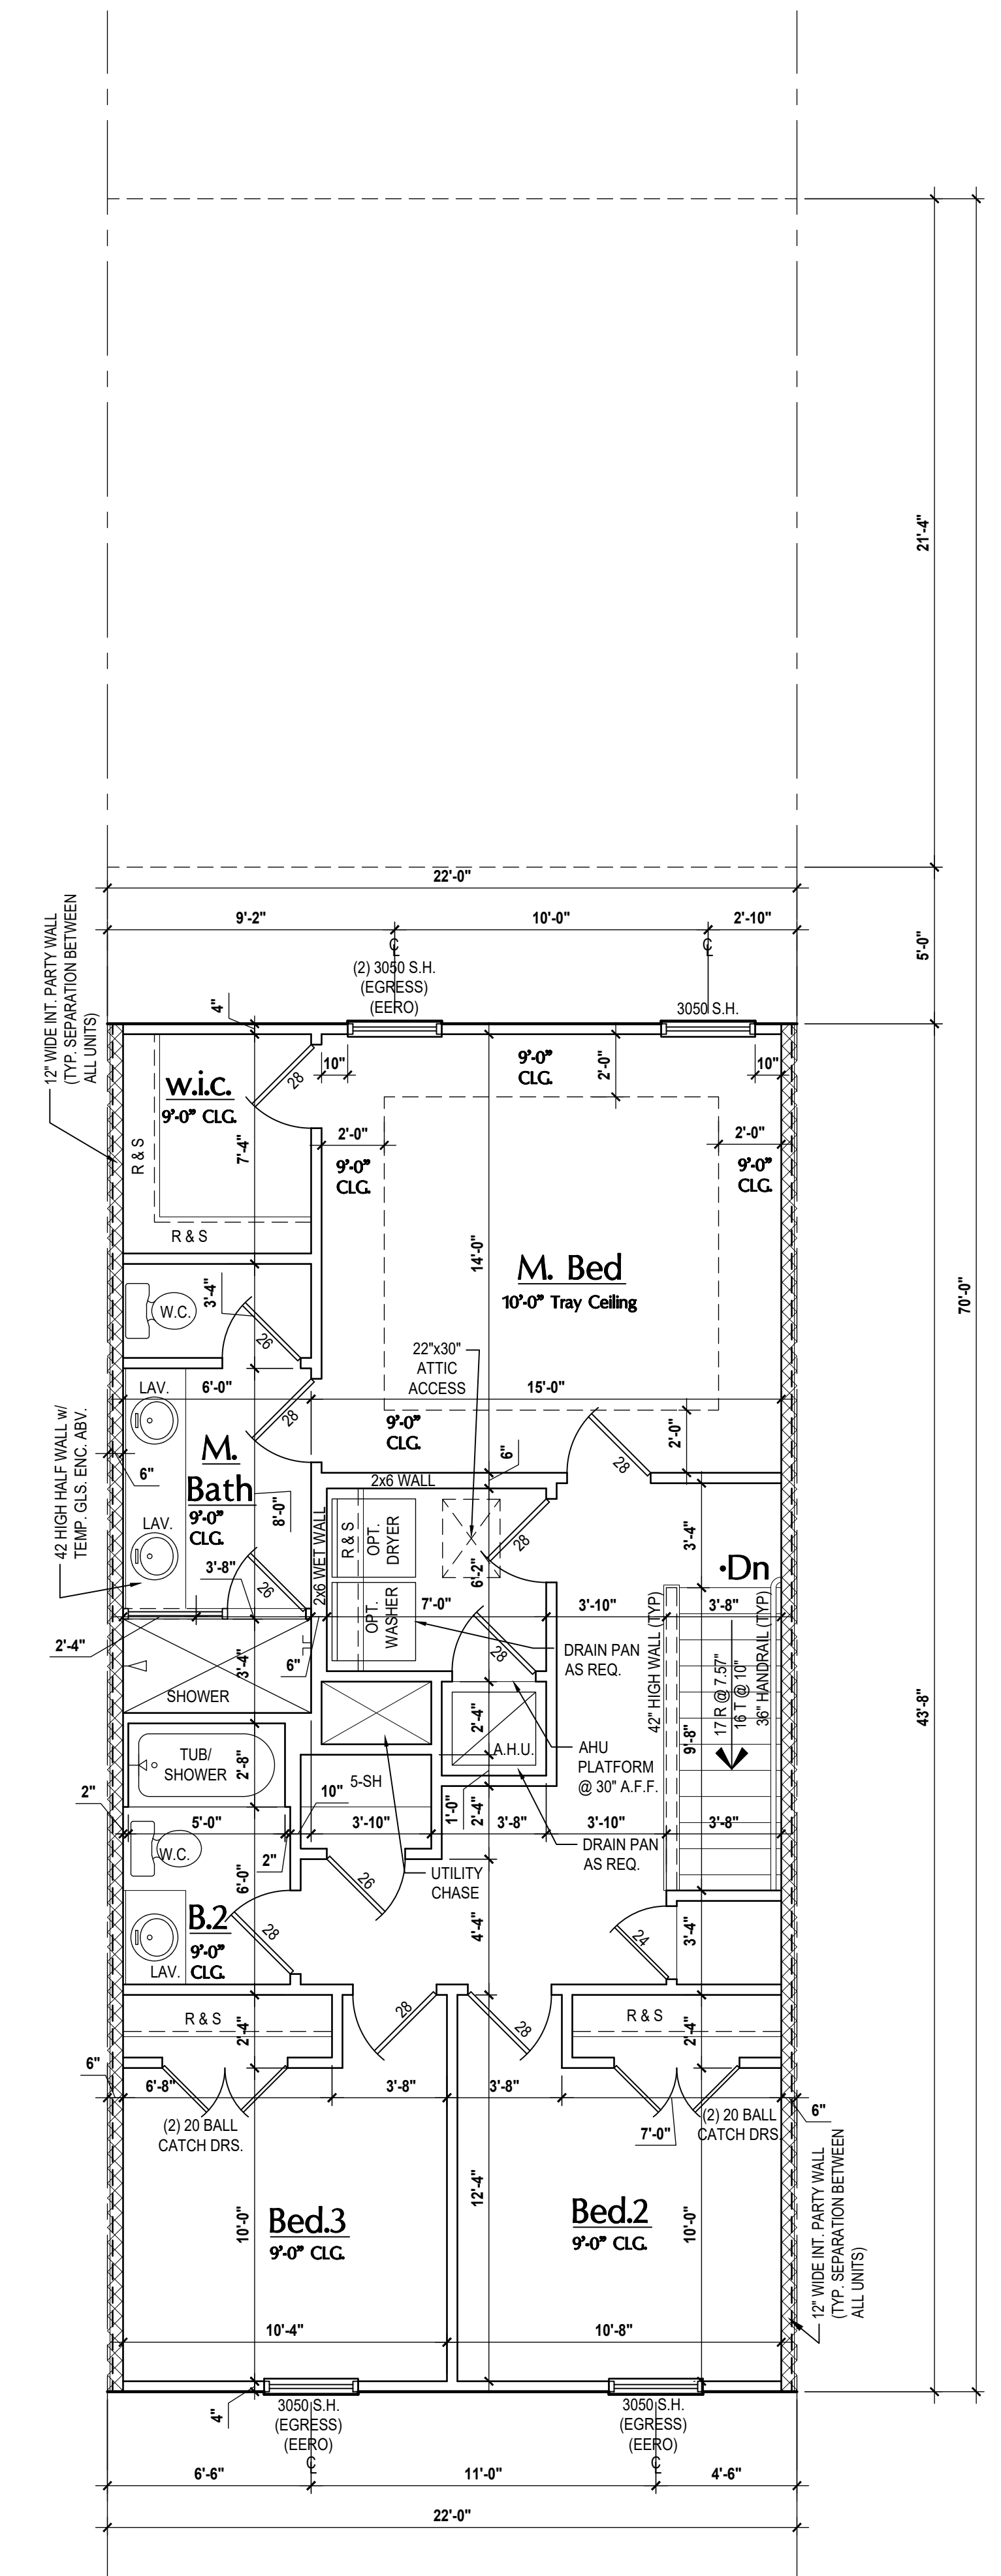 21'-4"
22'-0"
9'-2"
10'-0"
2'-10"
5'-0"
70'-0"
43'-8"
12" WIDE INT. PARTY WALL
(TYP. SEPARATION BETWEEN
ALL UNITS)
(2) 3050 S.H.
(EGRESS)
(EERO)
3050 S.H.
4"
10"
9'-0"
CLG.
2'-0"
10"
28
W.I.C.
9'-0" CLG.
R & S
7'-4"
R & S
2'-0"
9'-0"
CLG.
2'-0"
9'-0"
CLG.
14'-0"
M. Bed
10'-0" Tray Ceiling
W.C.
3'-4"
26
22"x30"
ATTIC
ACCESS
LAV.
6'-0"
28
15'-0"
9'-0"
CLG.
2'-0"
6"
28
42 HIGH HALF WALL w/
TEMP. GLS. ENC. ABV.
6"
M.
Bath
9'-0"
CLG.
8'-0"
LAV.
3'-8"
26
2x6 WALL
2x6 WET WALL
R & S
OPT.
DRYER
OPT.
WASHER
28
6'-2"
7'-0"
28
3'-4"
Dn
3'-10"
3'-8"
2'-4"
6"
3'-4"
SHOWER
DRAIN PAN
AS REQ.
42" HIGH WALL (TYP)
17 R @ 7.57"
16 T @ 10"
36" HANDRAIL (TYP)
9'-8"
2'-4"
A.H.U.
AHU
PLATFORM
@ 30" A.F.F.
TUB/
SHOWER
2'-8"
5-SH
10"
1'-0"
2'-4"
2"
5'-0"
3'-10"
3'-8"
3'-10"
3'-8"
DRAIN PAN
AS REQ.
W.C.
2"
6'-0"
26
UTILITY
CHASE
B.2
9'-0"
CLG.
28
LAV.
4'-4"
24
3'-4"
R & S
2'-4"
28
28
R & S
2'-4"
6"
6'-8"
3'-8"
3'-8"
6"
(2) 20 BALL
CATCH DRS.
7'-0"
(2) 20 BALL
CATCH DRS.
12" WIDE INT. PARTY WALL
(TYP. SEPARATION BETWEEN
ALL UNITS)
12'-4"
10'-0"
Bed.3
9'-0" CLG.
Bed.2
9'-0" CLG.
10'-0"
10'-4"
10'-8"
4"
3050 S.H.
(EGRESS)
(EERO)
3050 S.H.
(EGRESS)
(EERO)
6'-6"
11'-0"
4'-6"
22'-0"